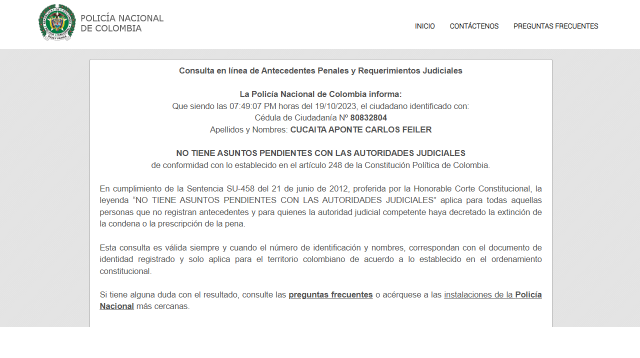 POLICÍA NACIONAL
DE COLOMBIA
INICIO CONTÁCTENOS PREGUNTAS FRECUENTES
Consulta en línea de Antecedentes Penales y Requerimientos Judiciales
La Policía Nacional de Colombia informa:
Que siendo las 07:49:07 PM horas del 19/10/2023, el ciudadano identificado con:
Cédula de Ciudadanía Nº 80832804
Apellidos y Nombres: CUCAITA APONTE CARLOS FEILER
NO TIENE ASUNTOS PENDIENTES CON LAS AUTORIDADES JUDICIALES
de conformidad con lo establecido en el artículo 248 de la Constitución Política de Colombia.
En cumplimiento de la Sentencia SU-458 del 21 de junio de 2012, proferida por la Honorable Corte Constitucional, la
leyenda "NO TIENE ASUNTOS PENDIENTES CON LAS AUTORIDADES JUDICIALES" aplica para todas aquellas
personas que no registran antecedentes y para quienes la autoridad judicial competente haya decretado la extinción de
la condena o la prescripción de la pena.
Esta consulta es válida siempre y cuando el número de identificación y nombres, correspondan con el documento de
identidad registrado y solo aplica para el territorio colombiano de acuerdo a lo establecido en el ordenamiento
constitucional.
Si tiene alguna duda con el resultado, consulte las preguntas frecuentes o acérquese a las instalaciones de la Policía
Nacional más cercanas.